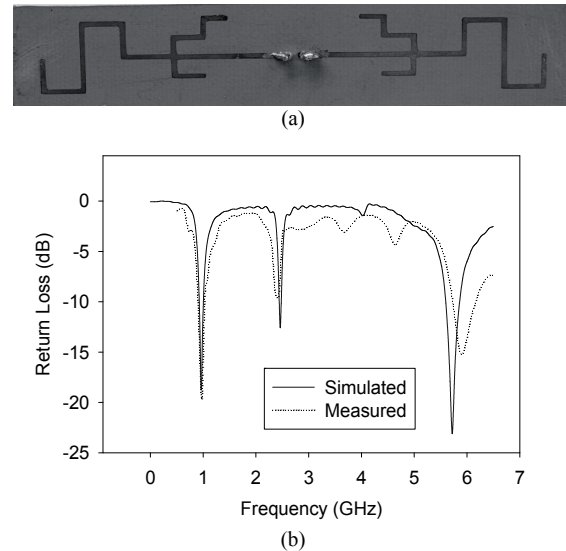 (a)
0
-5
-10
-15
-20
-25
Return Loss (dB)
Simulated
Measured
0 1 2 3 4 5 6 7
Frequency (GHz)
(b)